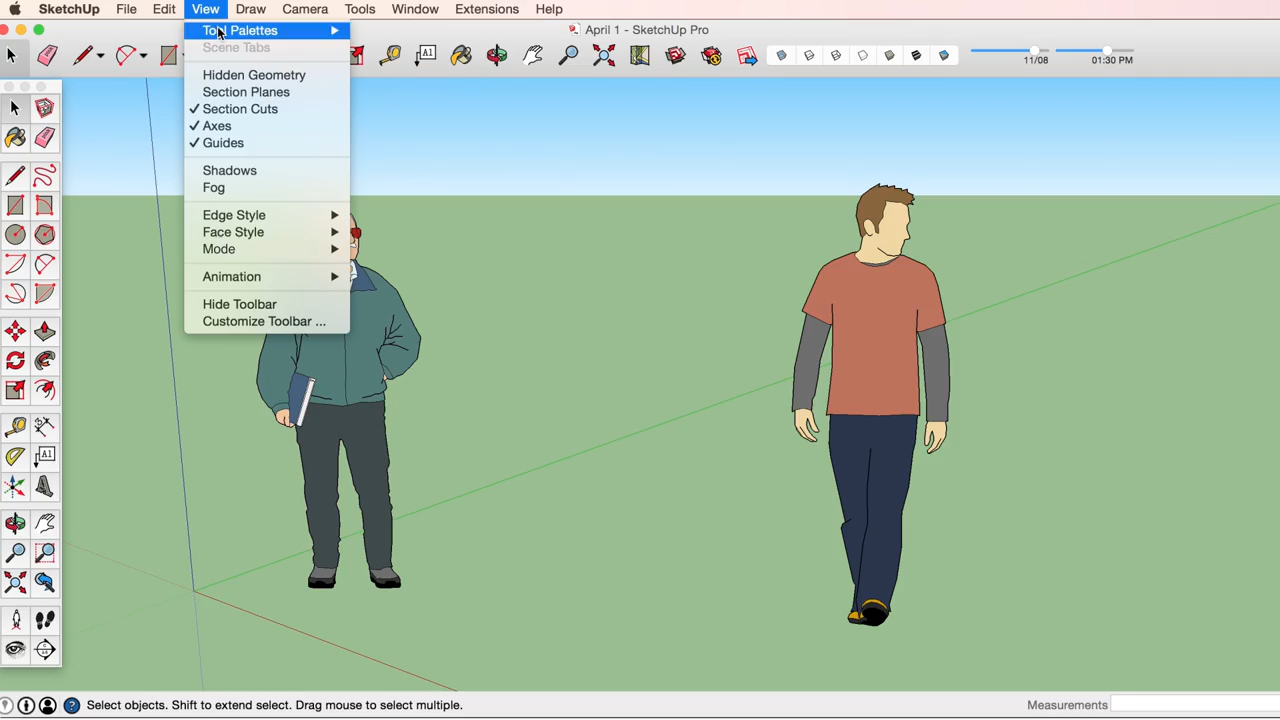 SketchUp File Edit View Draw Camera Tools Window Extensions Help
April 1 - SketchUp Pro
A1
11/08 01:30 PM
Tool Palettes
Scene Tabs
Hidden Geometry
Section Planes
Section Cuts
Axes
Guides
Shadows
Fog
Edge Style
Face Style
Mode
Animation
Hide Toolbar
Customize Toolbar ...
A1
Select objects. Shift to extend select. Drag mouse to select multiple.
Measurements